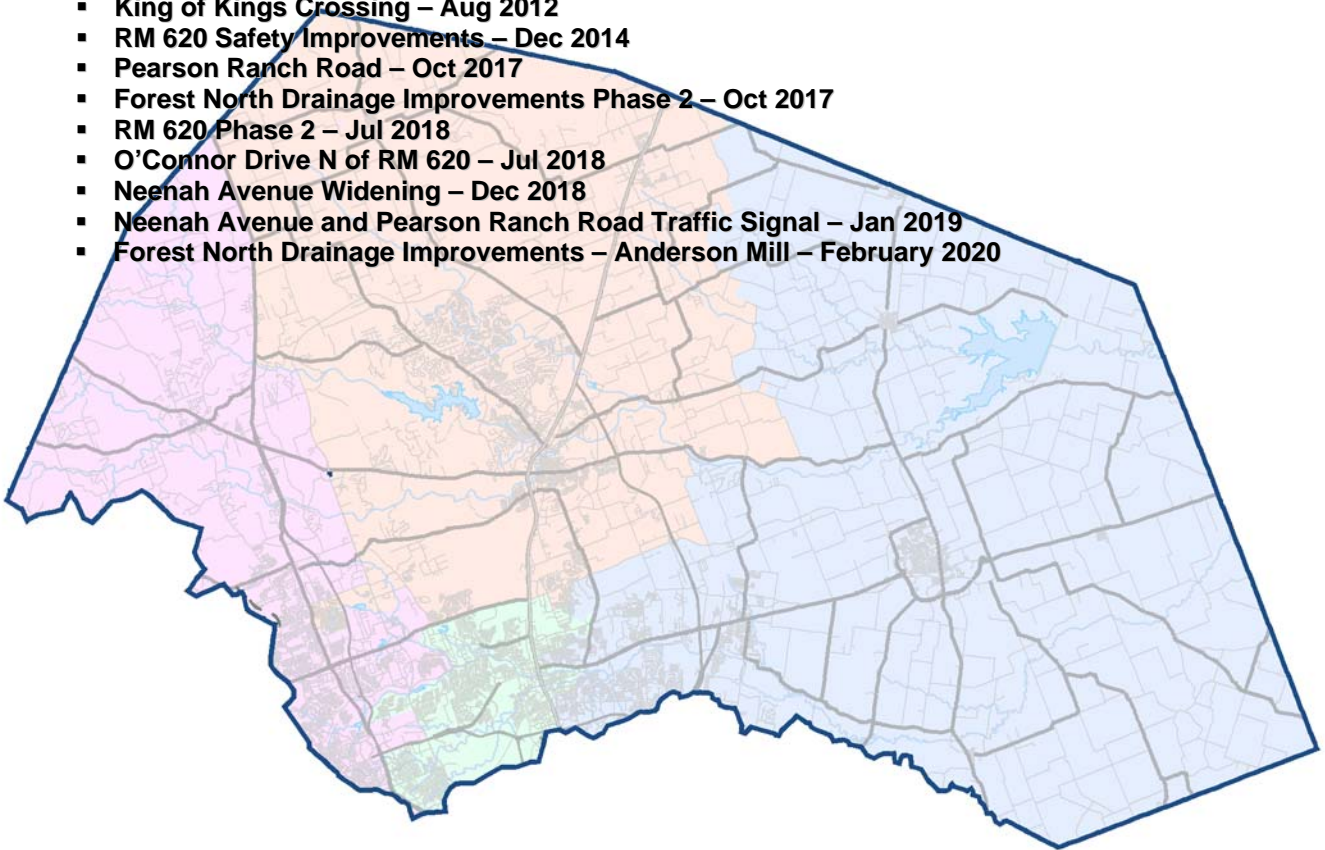 ▪ King of Kings Crossing – Aug 2012
▪ RM 620 Safety Improvements – Dec 2014
▪ Pearson Ranch Road – Oct 2017
▪ Forest North Drainage Improvements Phase 2 – Oct 2017
▪ RM 620 Phase 2 – Jul 2018
▪ O’Connor Drive N of RM 620 – Jul 2018
▪ Neenah Avenue Widening – Dec 2018
▪ Neenah Avenue and Pearson Ranch Road Traffic Signal – Jan 2019
▪ Forest North Drainage Improvements – Anderson Mill – February 2020